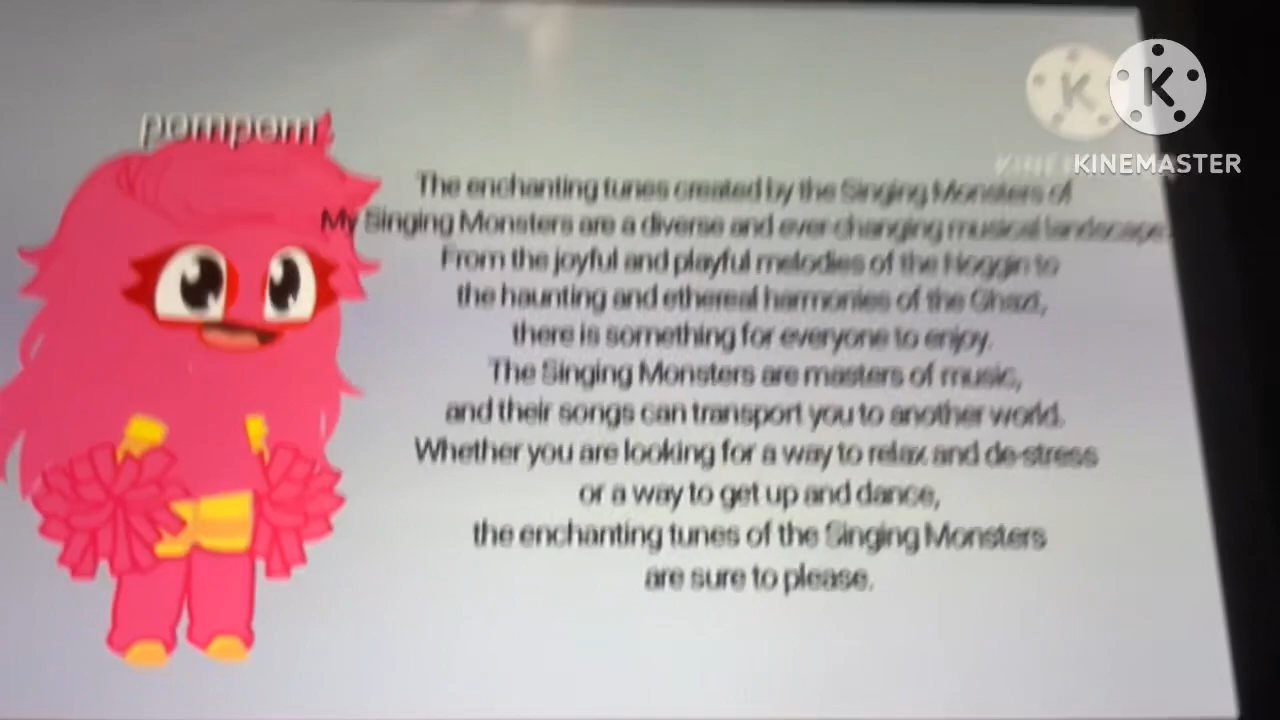 pompom
The enchanting tunes created by the Singing Monsters of
My Singing Monsters are a diverse and ever changing musical landscape.
From the joyful and playful melodies of the Noggin to
the haunting and ethereal harmonies of the Ghazt,
there is something for everyone to enjoy.
The Singing Monsters are masters of music,
and their songs can transport you to another world.
Whether you are looking for a way to relax and de-stress
or a way to get up and dance,
the enchanting tunes of the Singing Monsters
are sure to please.
K
KINEMASTER